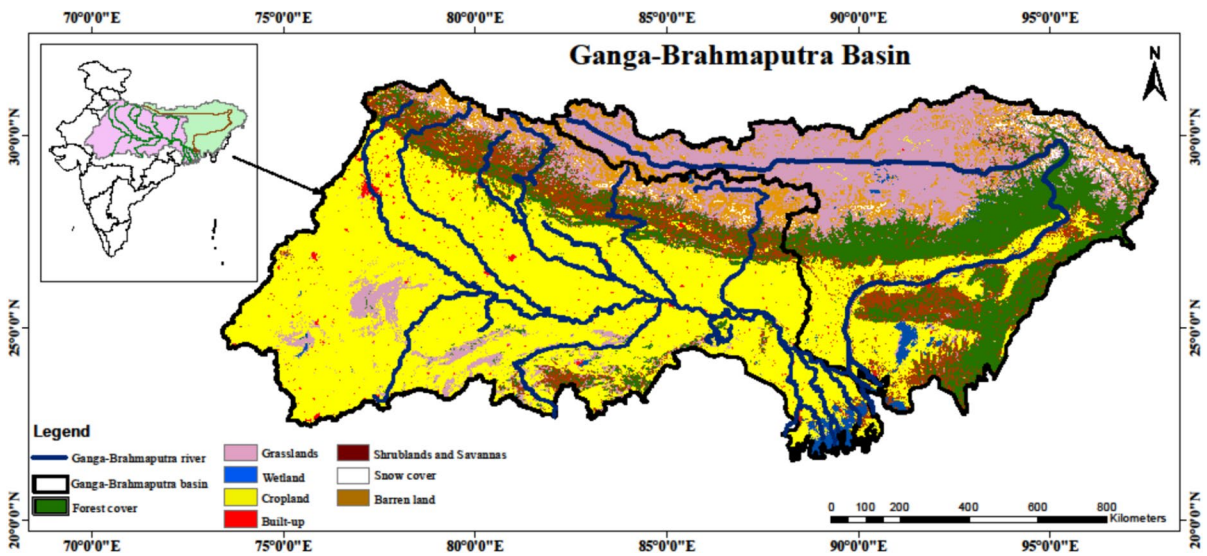 70°0'0"E 75°0'0"E 80°0'0"E 85°0'0"E 90°0'0"E 95°0'0"E
Ganga-Brahmaputra Basin
N
30°0'0"N 30°0'0"N
25°0'0"N 25°0'0"N
20°0'0"N 20°0'0"N
Legend
Ganga-Brahmaputra river
Ganga-Brahmaputra basin
Forest cover
Grasslands
Wetland
Cropland
Built-up
Shrublands and Savannas
Snow cover
Barren land
0 100 200 400 600 800
Kilometers
70°0'0"E 75°0'0"E 80°0'0"E 85°0'0"E 90°0'0"E 95°0'0"E